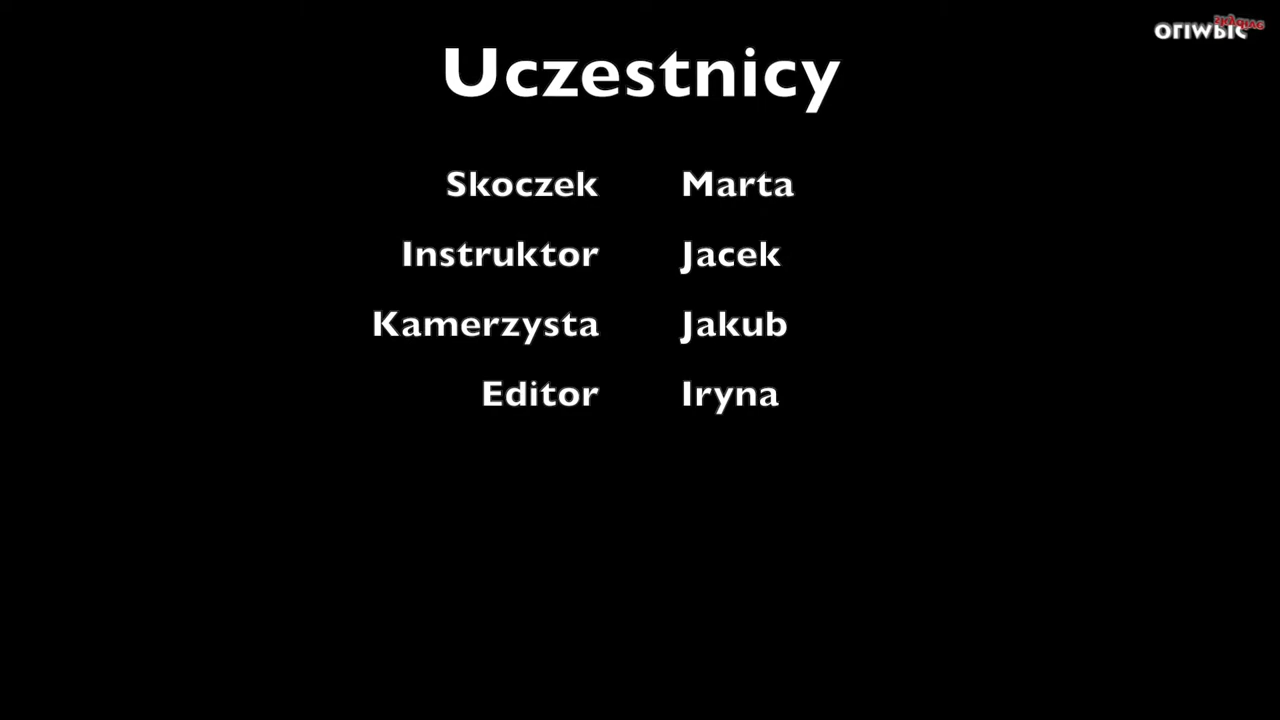 Uczestnicy
Skoczek Marta
Instruktor Jacek
Kamerzysta Jakub
Editor Iryna